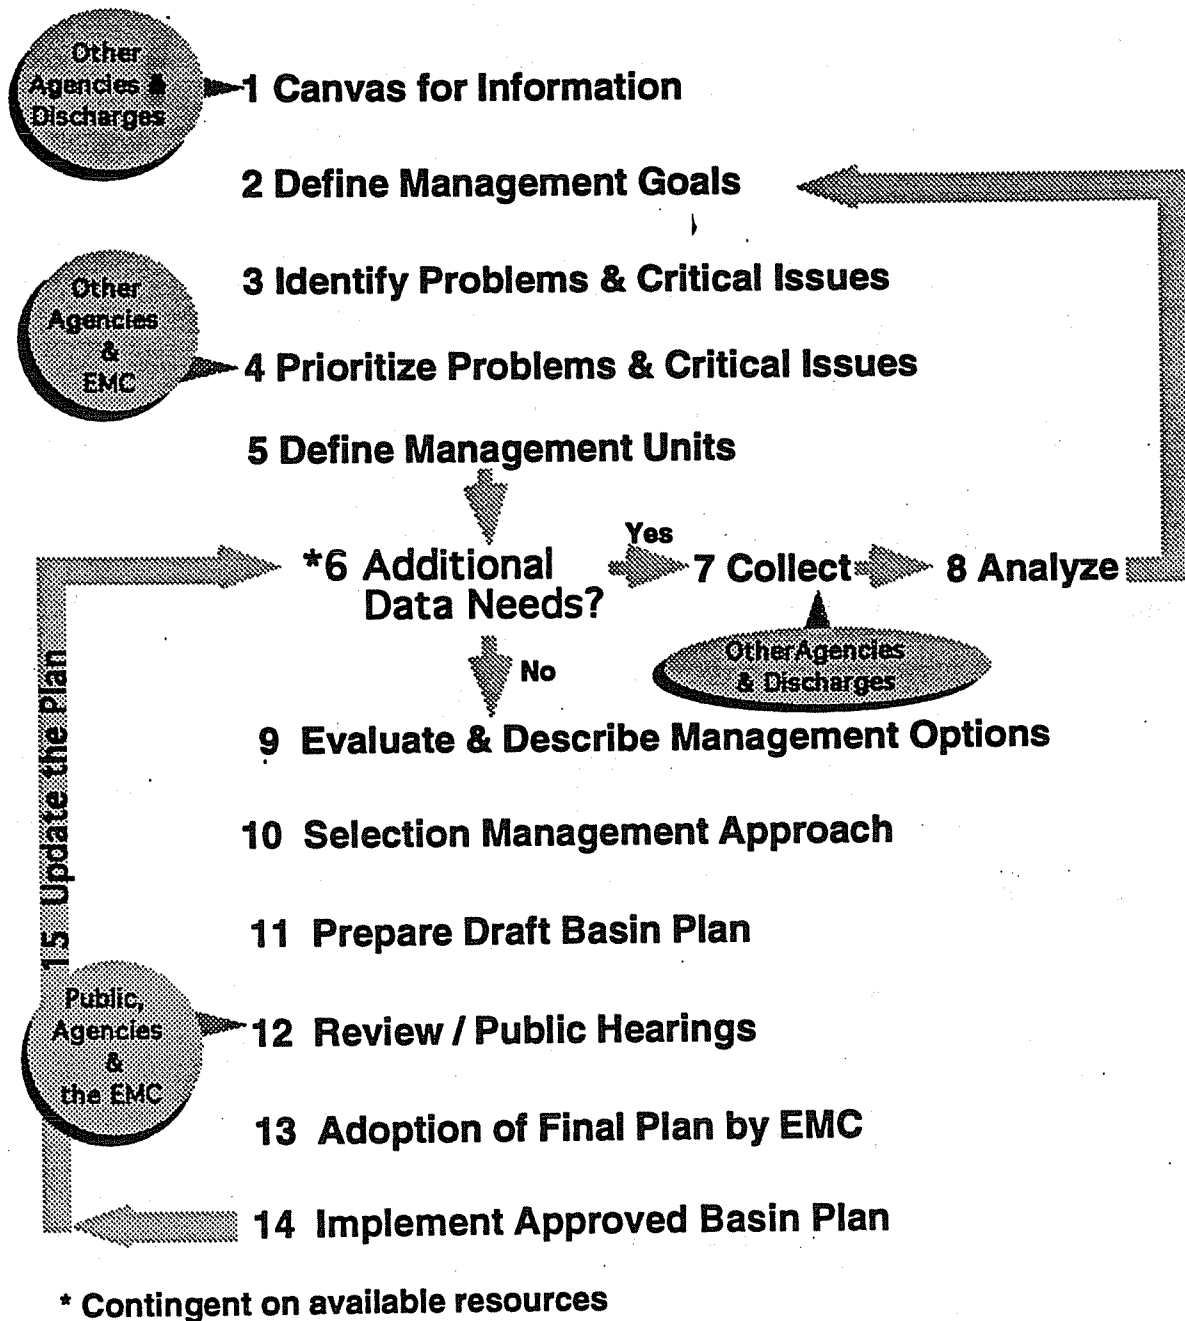 Other
Agencies &
Discharges
1 Canvas for Information
2 Define Management Goals
3 Identify Problems & Critical Issues
Other
Agencies
&
EMC
4 Prioritize Problems & Critical Issues
5 Define Management Units
*6 Additional
Data Needs?
Yes
7 Collect
8 Analyze
Other Agencies
& Discharges
No
9 Evaluate & Describe Management Options
10 Selection Management Approach
11 Prepare Draft Basin Plan
15 Update the Plan
Public,
Agencies
&
the EMC
12 Review / Public Hearings
13 Adoption of Final Plan by EMC
14 Implement Approved Basin Plan
* Contingent on available resources